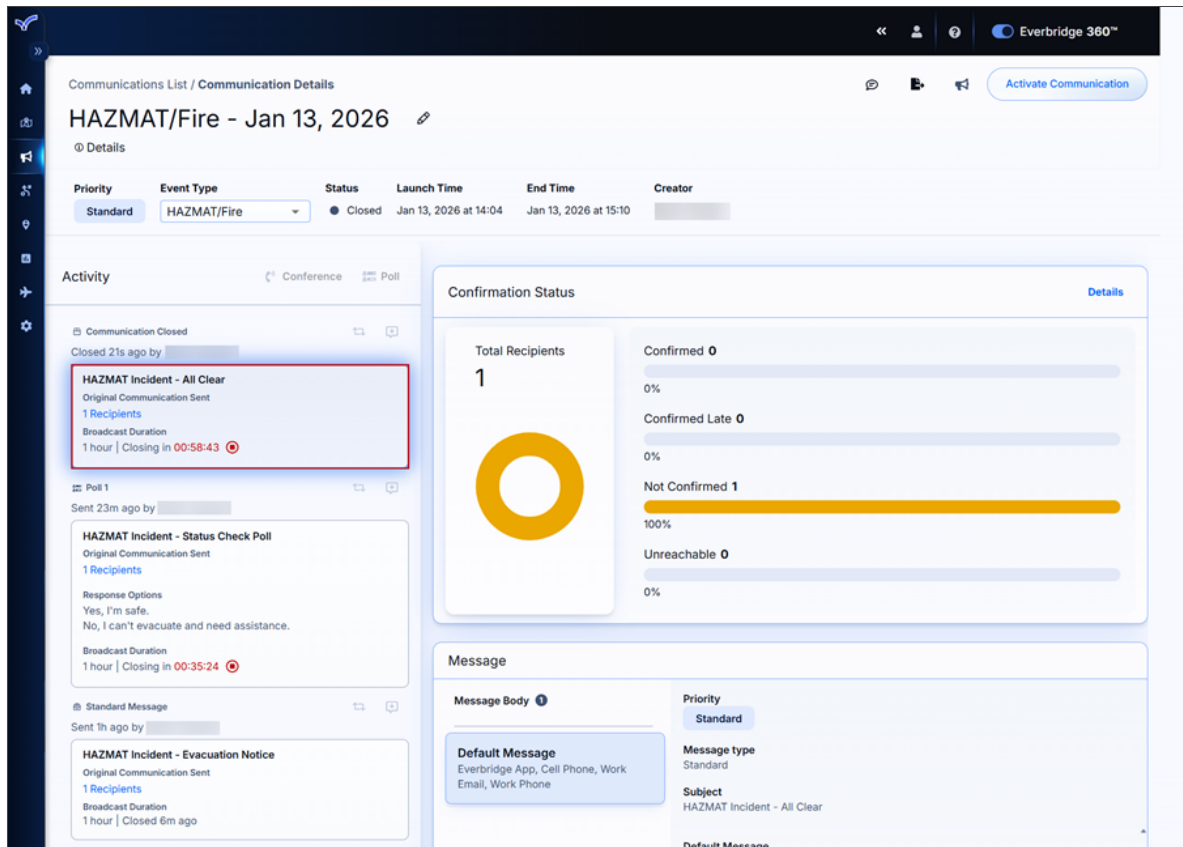 Everbridge 360™
Communications List / Communication Details
Activate Communication
HAZMAT/Fire - Jan 13, 2026
Details
Priority Event Type Status Launch Time End Time Creator
Standard HAZMAT/Fire Closed Jan 13, 2026 at 14:04 Jan 13, 2026 at 15:10
Activity Conference Poll
Communication Closed
Closed 21s ago by
HAZMAT Incident - All Clear
Original Communication Sent
1 Recipients
Broadcast Duration
1 hour | Closing in 00:58:43
Poll 1
Sent 23m ago by
HAZMAT Incident - Status Check Poll
Original Communication Sent
1 Recipients
Response Options
Yes, I'm safe.
No, I can't evacuate and need assistance.
Broadcast Duration
1 hour | Closing in 00:35:24
Standard Message
Sent 1h ago by
HAZMAT Incident - Evacuation Notice
Original Communication Sent
1 Recipients
Broadcast Duration
1 hour | Closed 6m ago
Confirmation Status Details
Total Recipients
1
Confirmed 0
0%
Confirmed Late 0
0%
Not Confirmed 1
100%
Unreachable 0
0%
Message
Message Body 1
Default Message
Everbridge App, Cell Phone, Work
Email, Work Phone
Priority
Standard
Message type
Standard
Subject
HAZMAT Incident - All Clear
Default Message